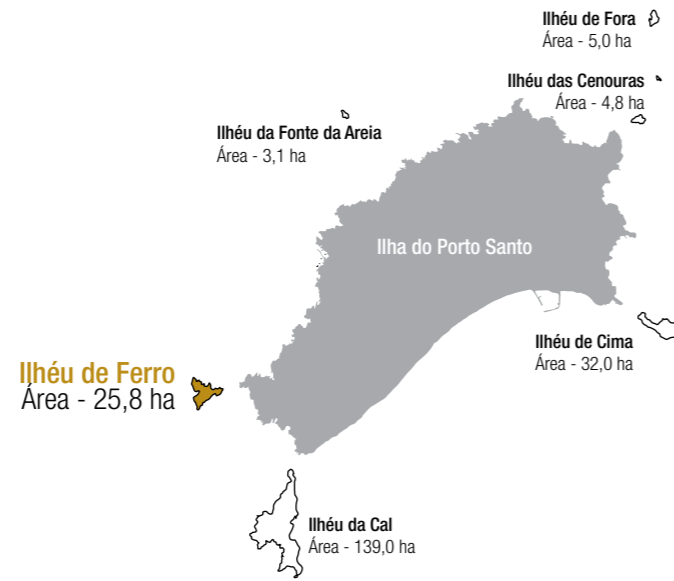 Ilhéu de Fora
Área - 5,0 ha
Ilhéu das Cenouras
Área - 4,8 ha
Ilhéu da Fonte da Areia
Área - 3,1 ha
Ilha do Porto Santo
Ilhéu de Cima
Área - 32,0 ha
Ilhéu de Ferro
Área - 25,8 ha
Ilhéu da Cal
Área - 139,0 ha